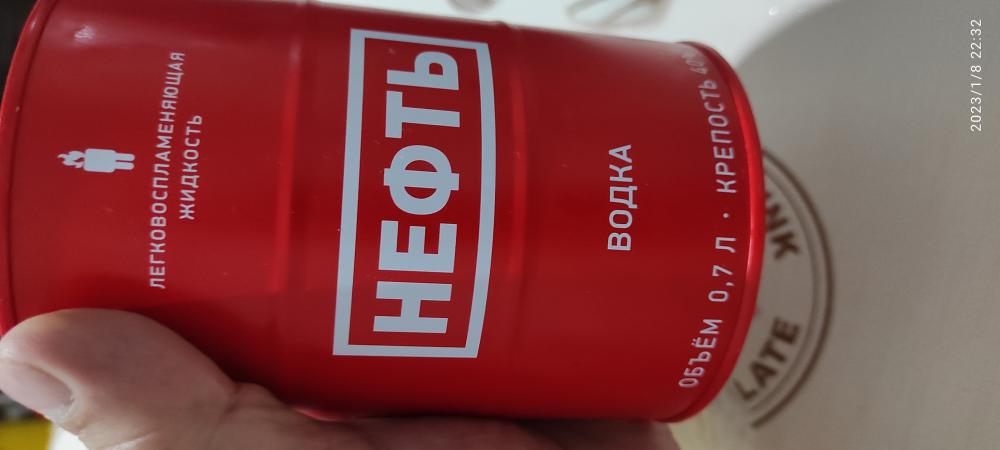 ЛЕГКОВОСПЛАМЕНЯЮЩАЯ
ЖИДКОСТЬ
НЕФТЬ
ВОДКА
ОБЪЁМ 0,7 Л · КРЕПОСТЬ 40%
LATE
2023/1/8 22:32